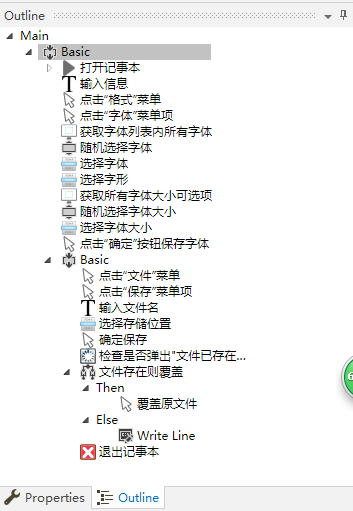 Outline
Main
Basic
打开记事本
输入信息
点击“格式”菜单
点击“字体”菜单项
获取字体列表内所有字体
随机选择字体
选择字体
选择字形
获取所有字体大小可选项
随机选择字体大小
选择字体大小
点击“确定”按钮保存字体
Basic
点击“文件”菜单
点击“保存”菜单项
输入文件名
选择存储位置
确定保存
检查是否弹出"文件已存在...
文件存在则覆盖
Then
覆盖原文件
Else
Write Line
退出记事本
Properties Outline